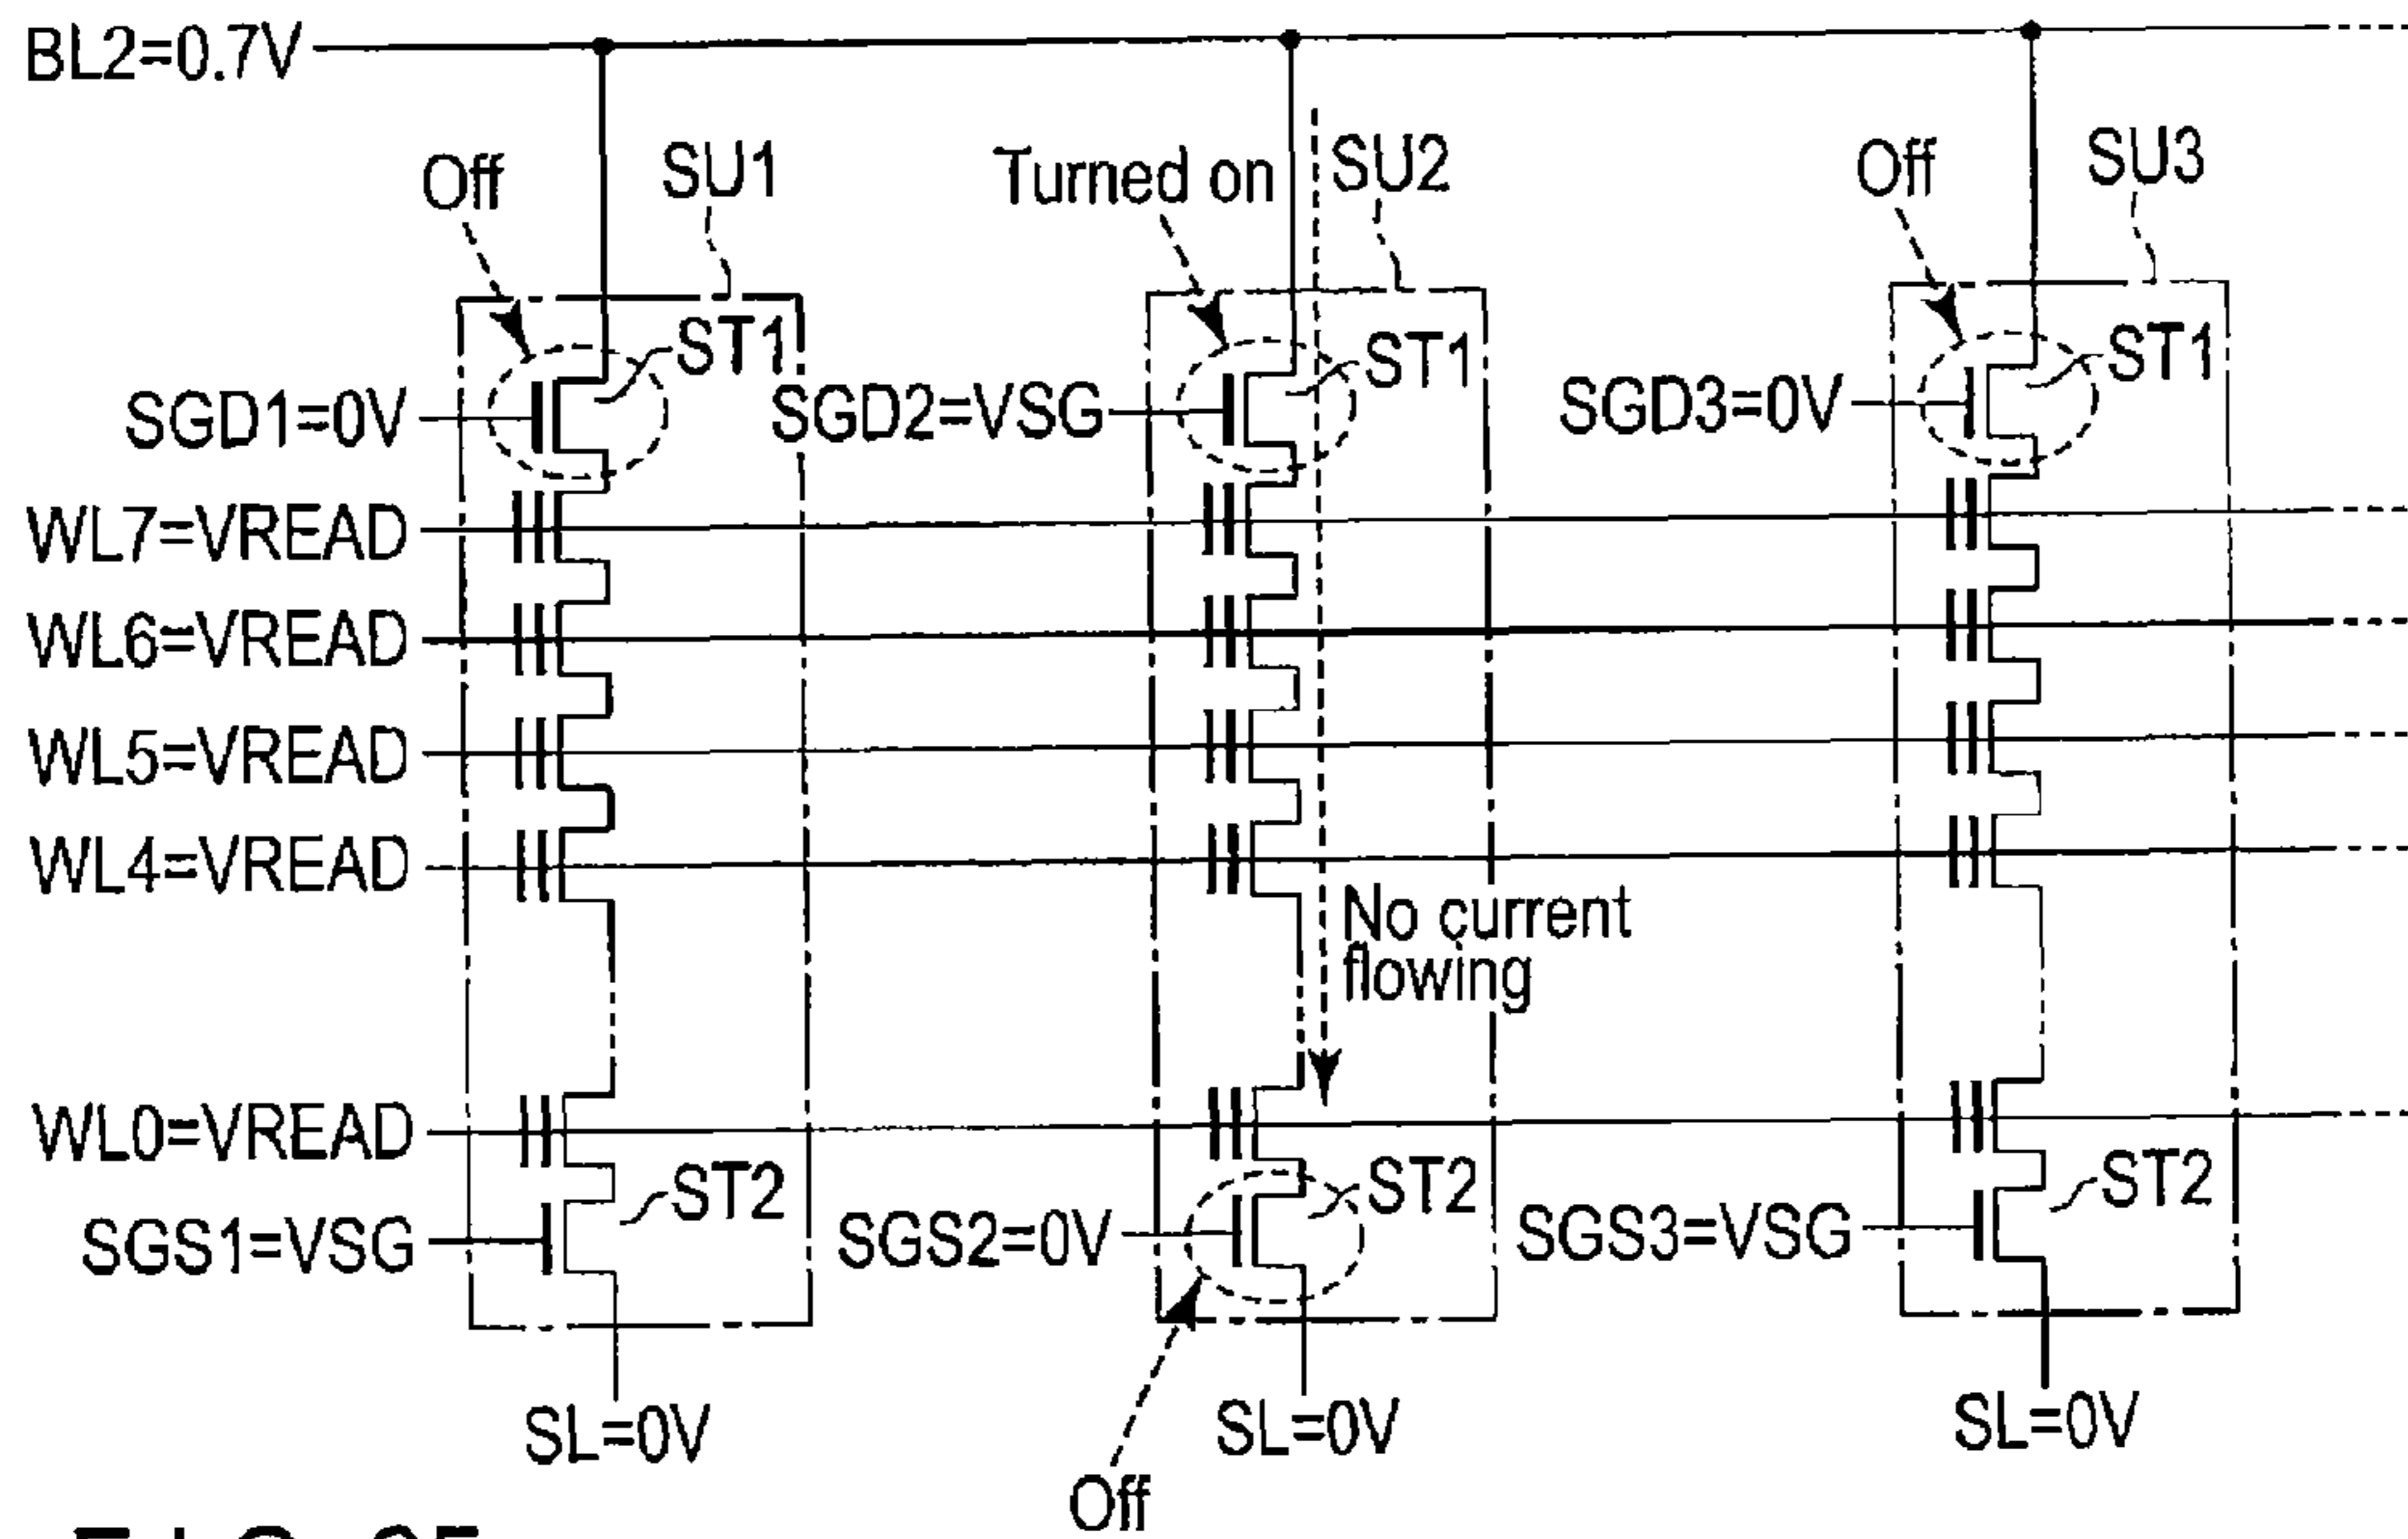 BL2=0.7V
Off
SU1
Turned on
SU2
Off
SU3
ST1
ST1
ST1
SGD1=0V
SGD2=VSG
SGD3=0V
WL7=VREAD
WL6=VREAD
WL5=VREAD
WL4=VREAD
No current
flowing
WL0=VREAD
ST2
ST2
ST2
SGS1=VSG
SGS2=0V
SGS3=VSG
SL=0V
SL=0V
SL=0V
Off